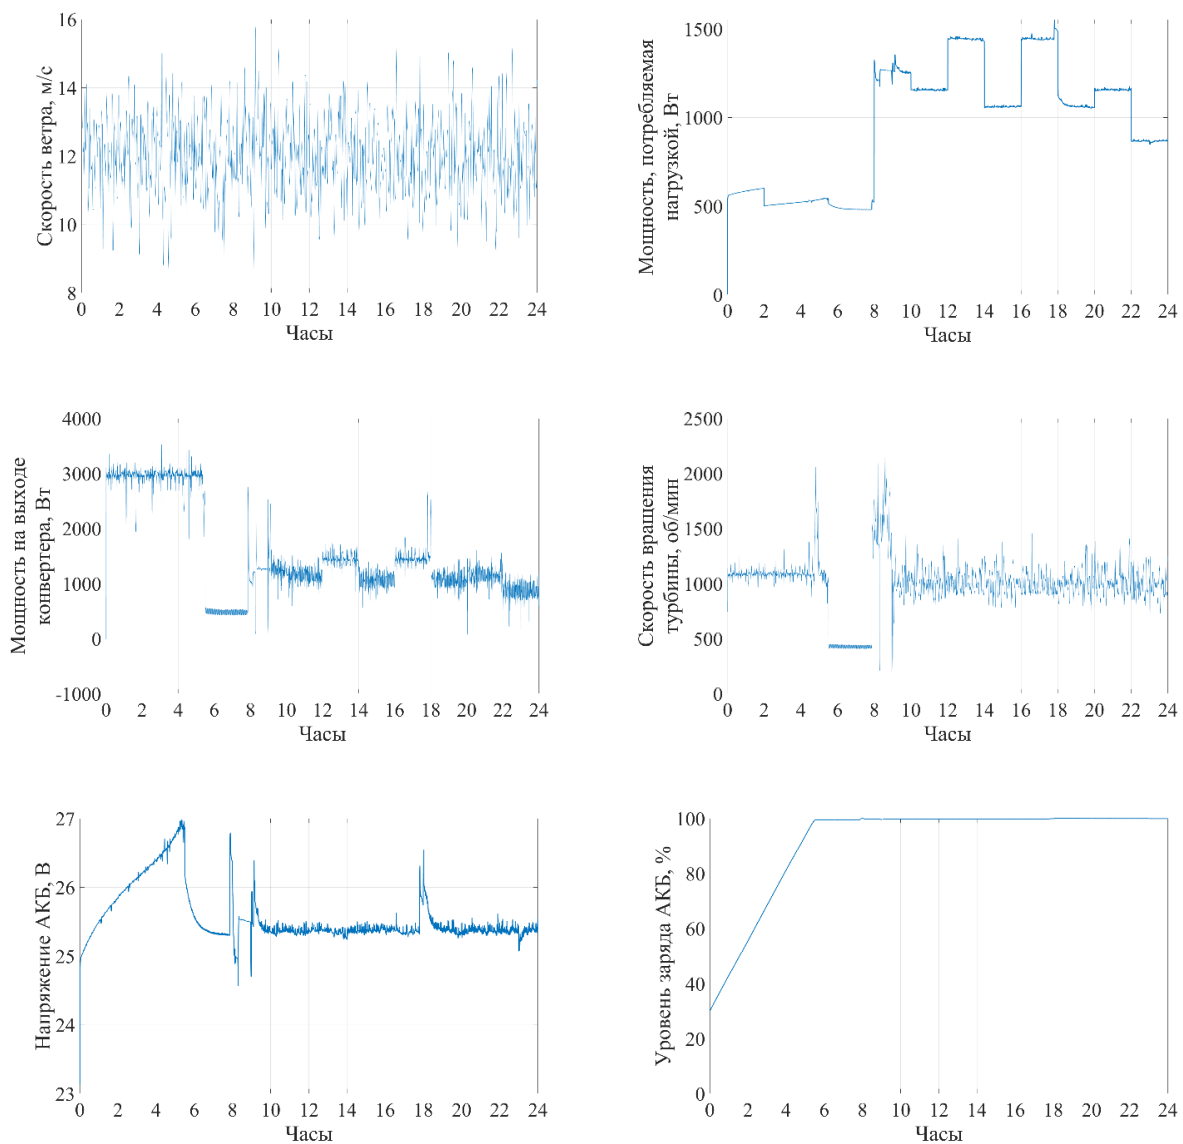 Скорость ветра, м/с
16
14
12
10
8
0 2 4 6 8 10 12 14 16 18 20 22 24
Часы
Мощность, потребляемая
нагрузкой, Вт
1500
1000
500
0
0 2 4 6 8 10 12 14 16 18 20 22 24
Часы
Мощность на выходе
конвертера, Вт
4000
3000
2000
1000
0
-1000
0 2 4 6 8 10 12 14 16 18 20 22 24
Часы
Скорость вращения
турбины, об/мин
2500
2000
1500
1000
500
0
0 2 4 6 8 10 12 14 16 18 20 22 24
Часы
Напряжение АКБ, В
27
26
25
24
23
0 2 4 6 8 10 12 14 16 18 20 22 24
Часы
Уровень заряда АКБ, %
100
80
60
40
20
0
0 2 4 6 8 10 12 14 16 18 20 22 24
Часы